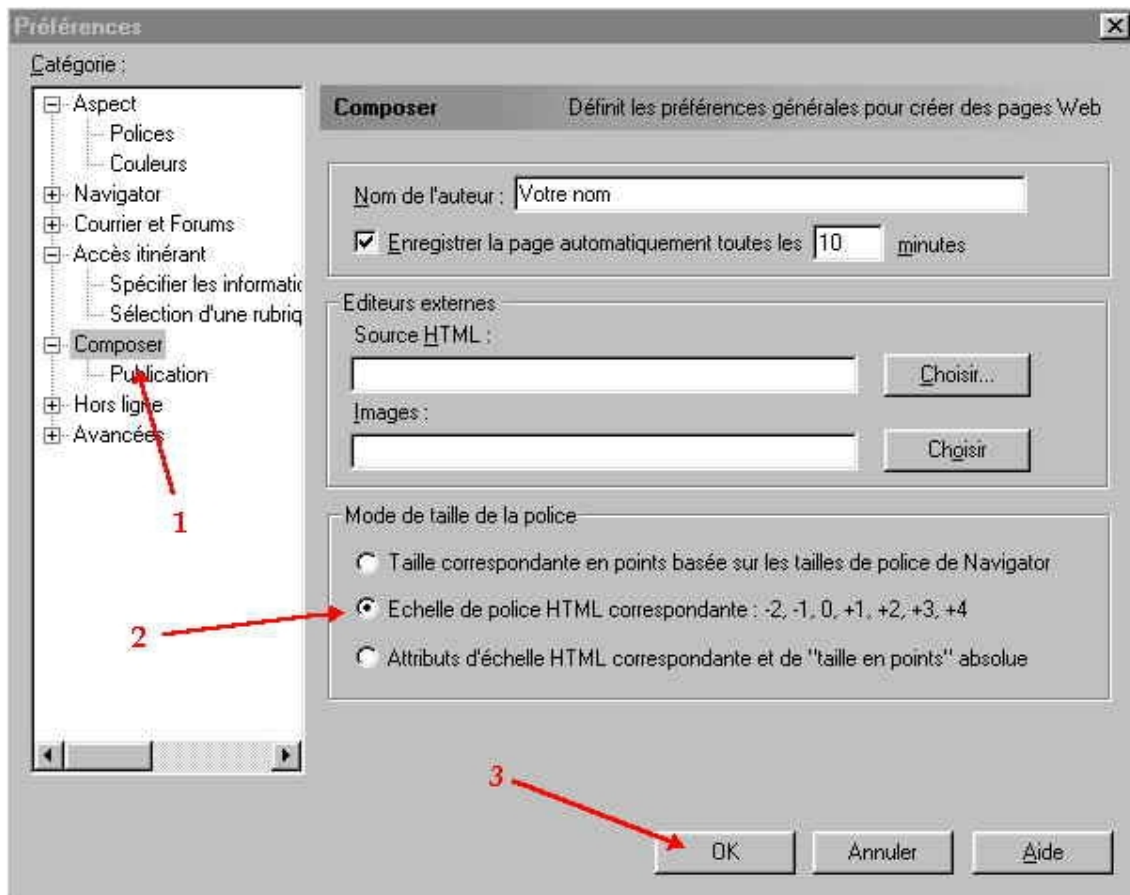 Préférences
Catégorie :
Aspect
Polices
Couleurs
Navigator
Courrier et Forums
Accès itinérant
Spécifier les informatic
Sélection d'une rubriq
Composer
Publication
Hors ligne
Avancées
1
Composer Définit les préférences générales pour créer des pages Web
Nom de l'auteur : Votre nom
Enregistrer la page automatiquement toutes les 10 minutes
Editeurs externes
Source HTML :
Choisir...
Images :
Choisir
Mode de taille de la police
Taille correspondante en points basée sur les tailles de police de Navigator
2 Echelle de police HTML correspondante : -2, -1, 0, +1, +2, +3, +4
Attributs d'échelle HTML correspondante et de "taille en points" absolue
3
OK Annuler Aide